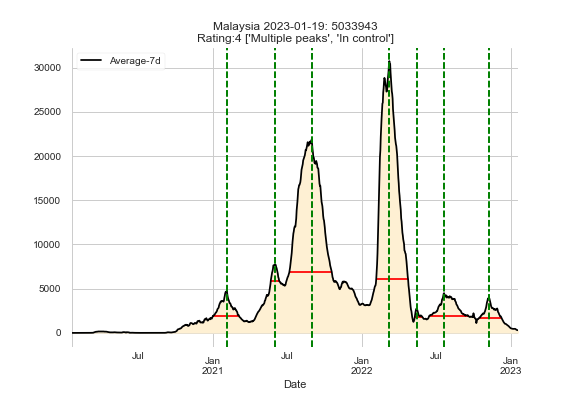 Malaysia 2023-01-19: 5033943
Rating:4 ['Multiple peaks', 'In control']
Average-7d
30000
25000
20000
15000
10000
5000
0
Jul
Jan
2021
Jul
Jan
2022
Jul
Jan
2023
Date